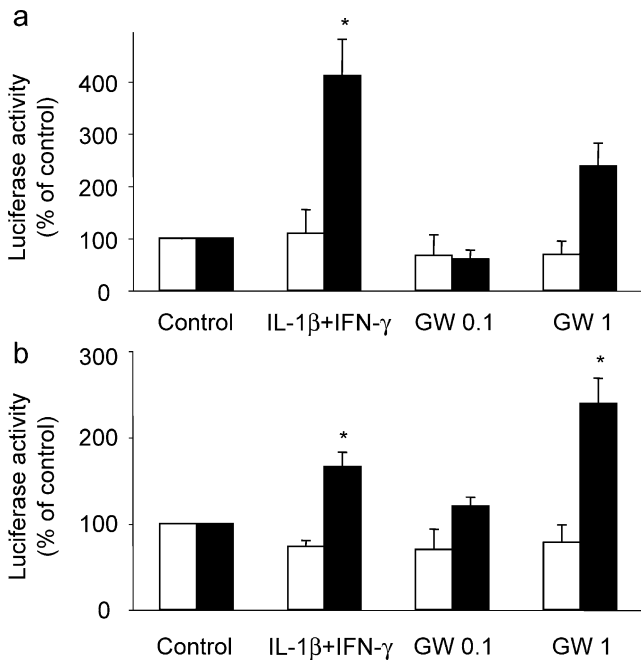 a
Luciferase activity
(% of control)
400
300
200
100
0
*
Control IL-1β+IFN-γ GW 0.1 GW 1
b
Luciferase activity
(% of control)
300
200
100
0
*
*
Control IL-1β+IFN-γ GW 0.1 GW 1